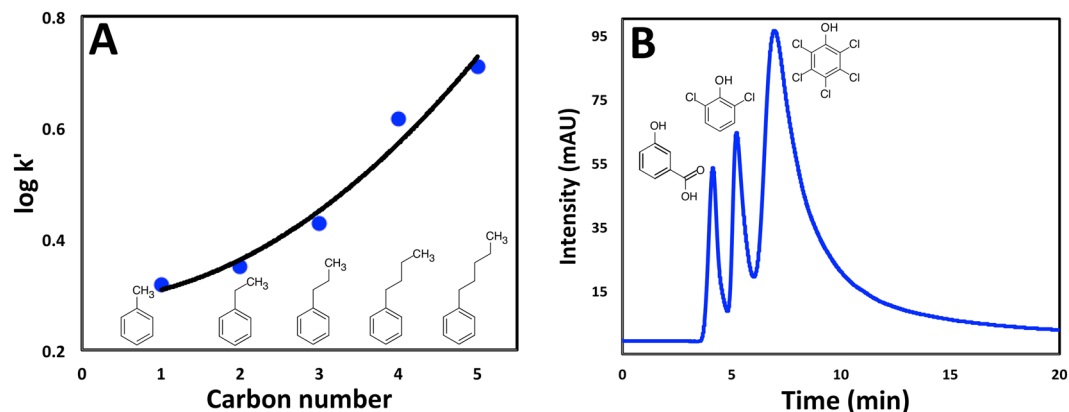 A
log k'
0.8
0.6
0.4
0.2
CH3
CH3
CH3
CH3
CH3
0
1
2
3
4
5
Carbon number
B
Intensity (mAU)
95
75
55
35
15
OH
O
OH
OH
Cl
Cl
OH
Cl
Cl
Cl
Cl
Cl
0
5
10
15
20
Time (min)